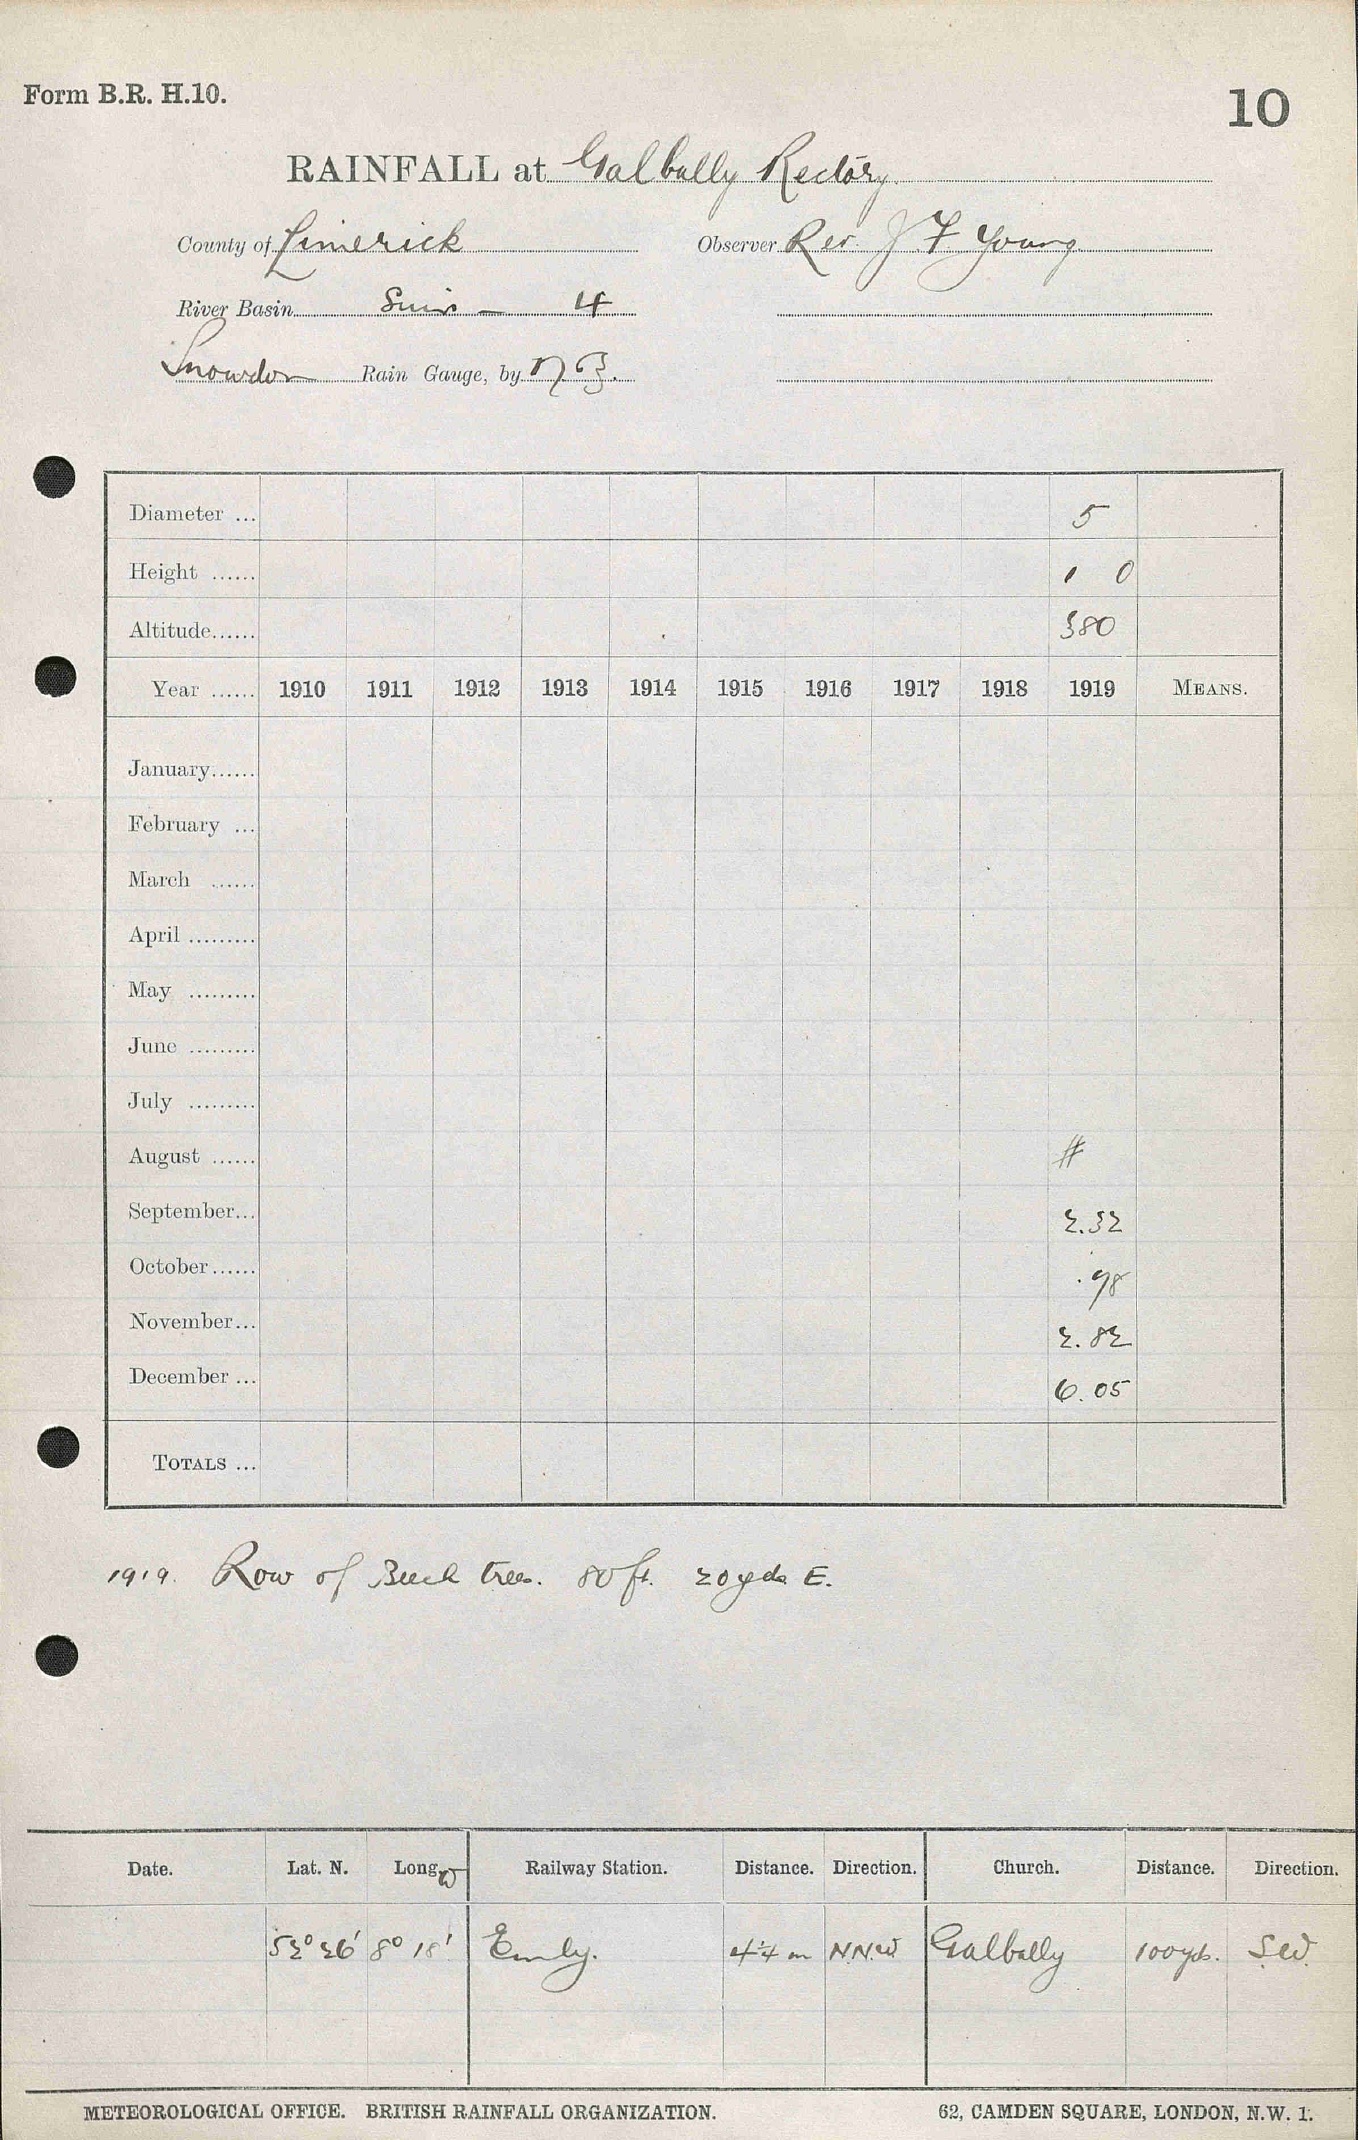 Form B.R. H.10.
10
RAINFALL at Galbally Rectory.
County of Limerick Observer Rev. J F Young
River Basin Suir — 4
Snowdon Rain Gauge, by N Z.
Diameter ... 5
Height ...... 1 0
Altitude...... 380
Year ...... 1910 1911 1912 1913 1914 1915 1916 1917 1918 1919 MEANS.
January......
February ...
March ......
April .........
May .........
June .........
July .........
August ...... #
September... 2.32
October...... .98
November... 2.82
December ... 6.05
TOTALS ...
1919. Row of Beech trees. 80 ft. 20 yds E.
Date. Lat. N. Long. W Railway Station. Distance. Direction. Church. Distance. Direction.
52° 26' 8° 18' Emly. 4 m N.N.W Galbally 100 yds. S.W.
METEOROLOGICAL OFFICE. BRITISH RAINFALL ORGANIZATION. 62, CAMDEN SQUARE, LONDON, N.W. 1.